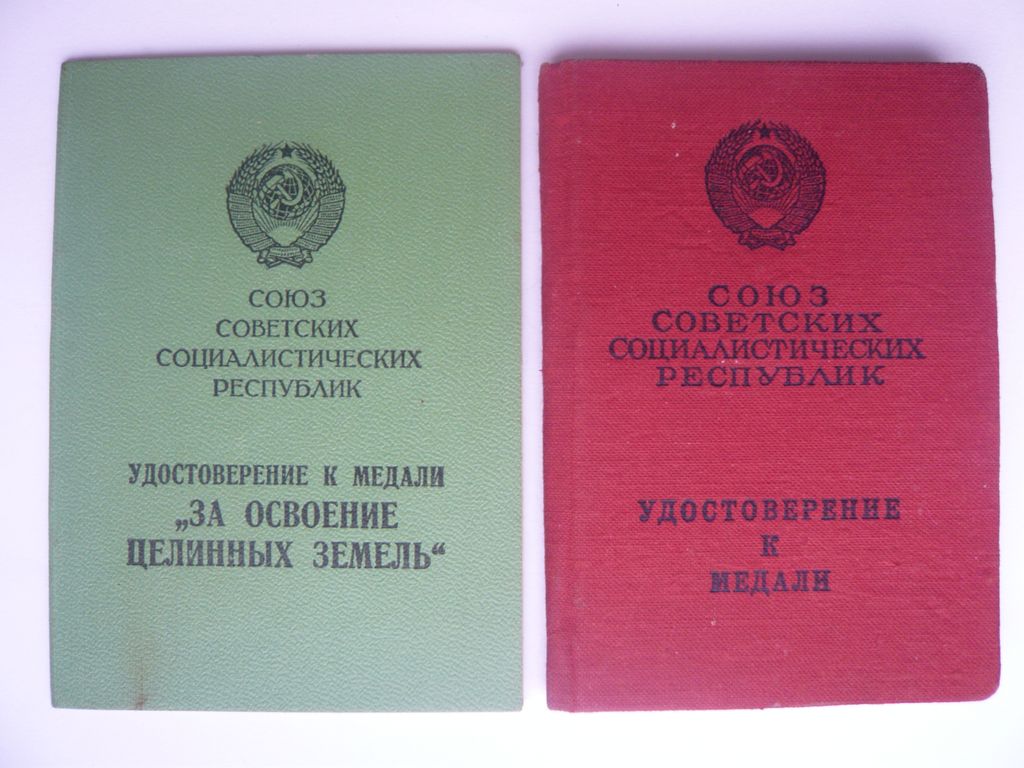 СОЮЗ
СОВЕТСКИХ
СОЦИАЛИСТИЧЕСКИХ
РЕСПУБЛИК
УДОСТОВЕРЕНИЕ К МЕДАЛИ
„ЗА ОСВОЕНИЕ
ЦЕЛИННЫХ ЗЕМЕЛЬ“
СОЮЗ
СОВЕТСКИХ
СОЦИАЛИСТИЧЕСКИХ
РЕСПУБЛИК
УДОСТОВЕРЕНИЕ
К
МЕДАЛИ